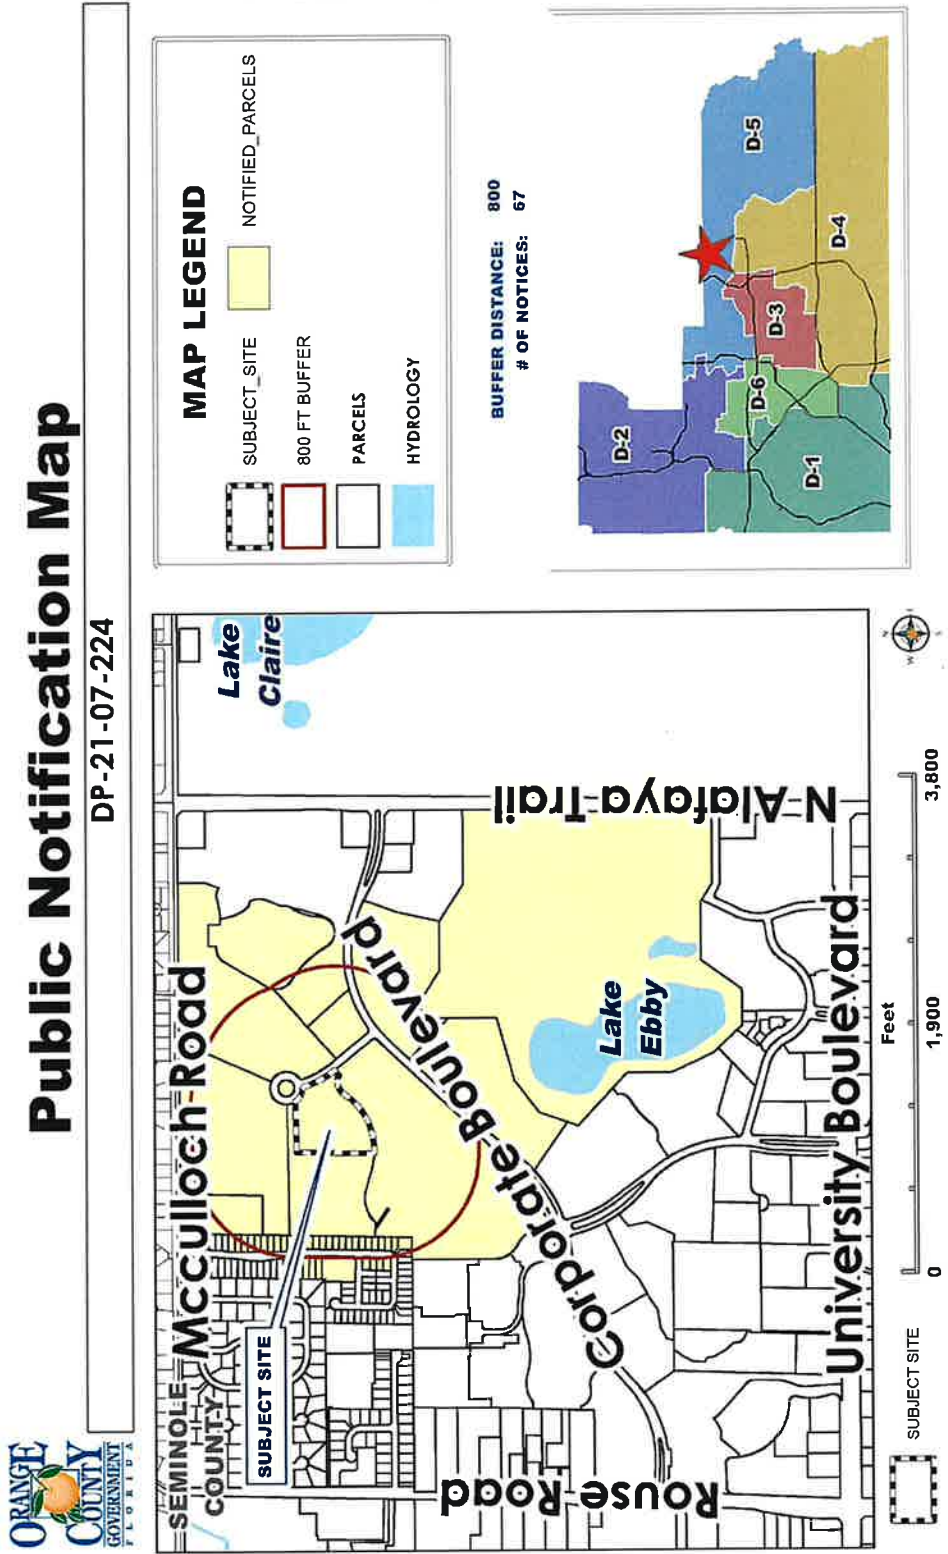 ORANGE
COUNTY
GOVERNMENT
FLORIDA
Public Notification Map
DP-21-07-224
SEMINOLE
COUNTY
Mcculloch Road
SUBJECT SITE
Lake
Claire
Corporate Boulevard
N Alafaya Trail
Lake
Ebby
Rouse Road
University Boulevard
MAP LEGEND
SUBJECT_SITE
NOTIFIED_PARCELS
800 FT BUFFER
PARCELS
HYDROLOGY
BUFFER DISTANCE: 800
# OF NOTICES: 67
D-2
D-5
D-6
D-3
D-1
D-4
SUBJECT SITE
Feet
0 1,900 3,800
N
W
S